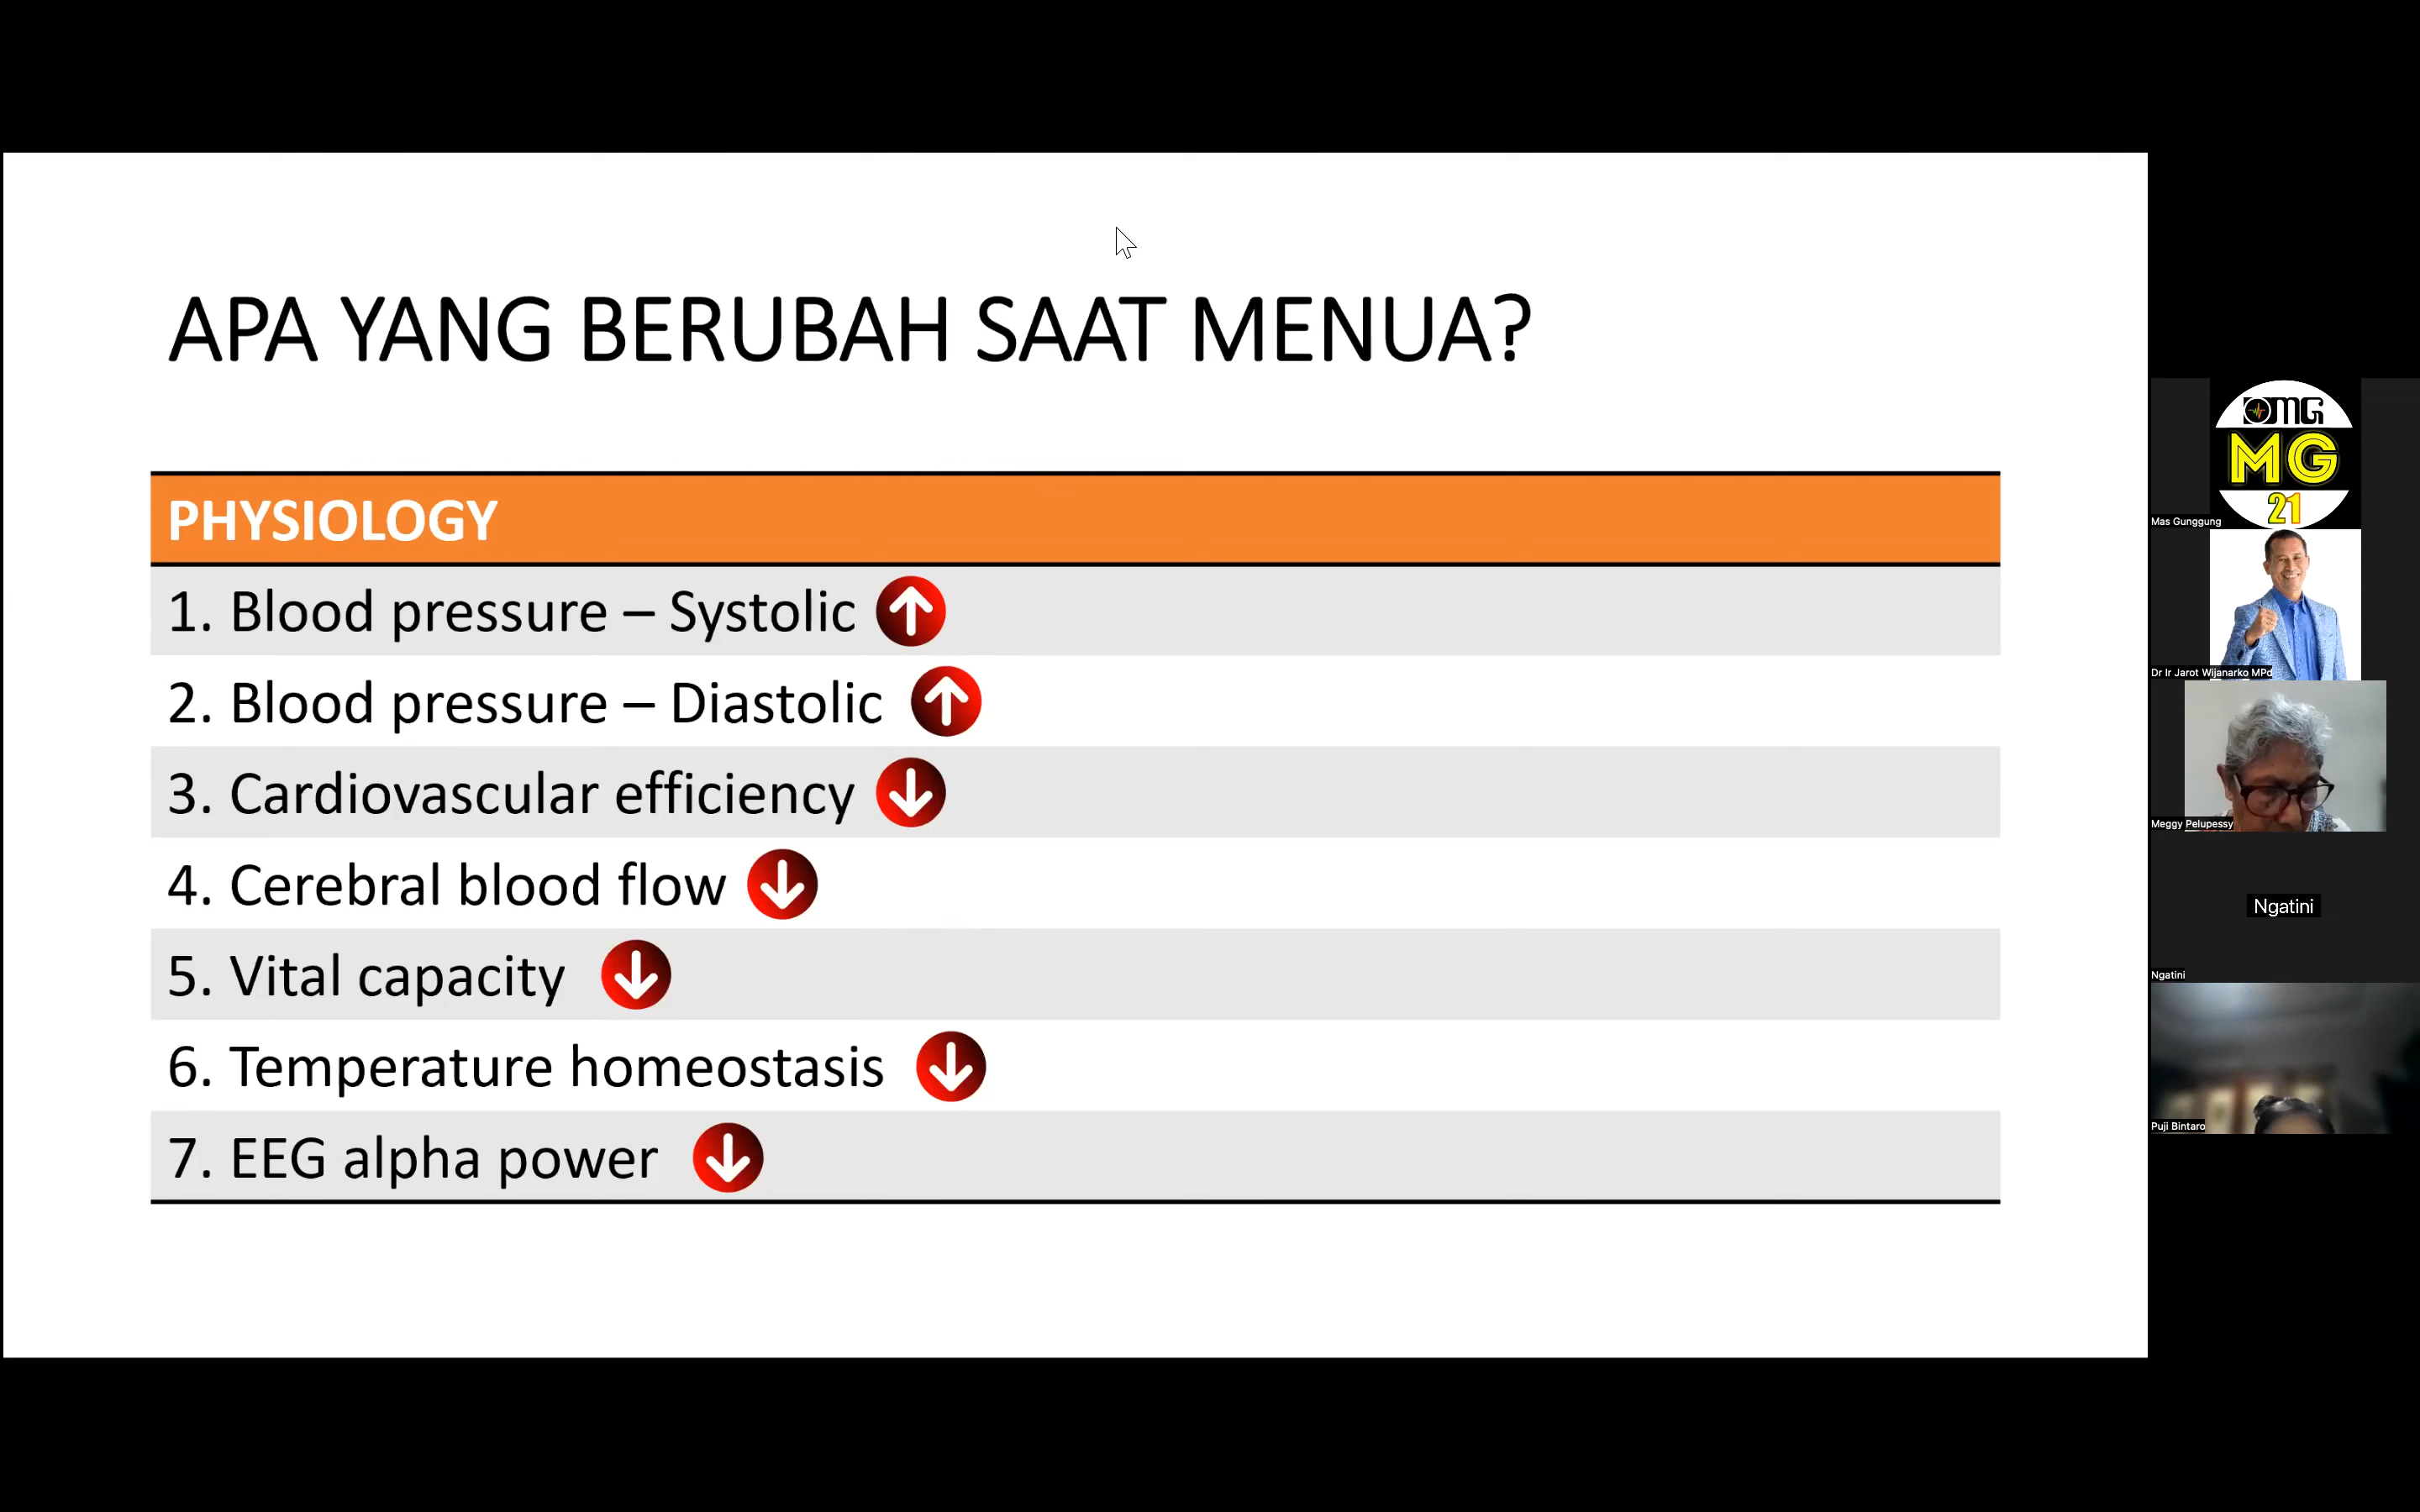 APA YANG BERUBAH SAAT MENUA?
PHYSIOLOGY
1. Blood pressure – Systolic
2. Blood pressure – Diastolic
3. Cardiovascular efficiency
4. Cerebral blood flow
5. Vital capacity
6. Temperature homeostasis
7. EEG alpha power
OMG
MG
21
Mas Gunggung
Dr Ir Jarot Wijanarko MPd
Meggy Pelupessy
Ngatini
Ngatini
Puji Bintaro